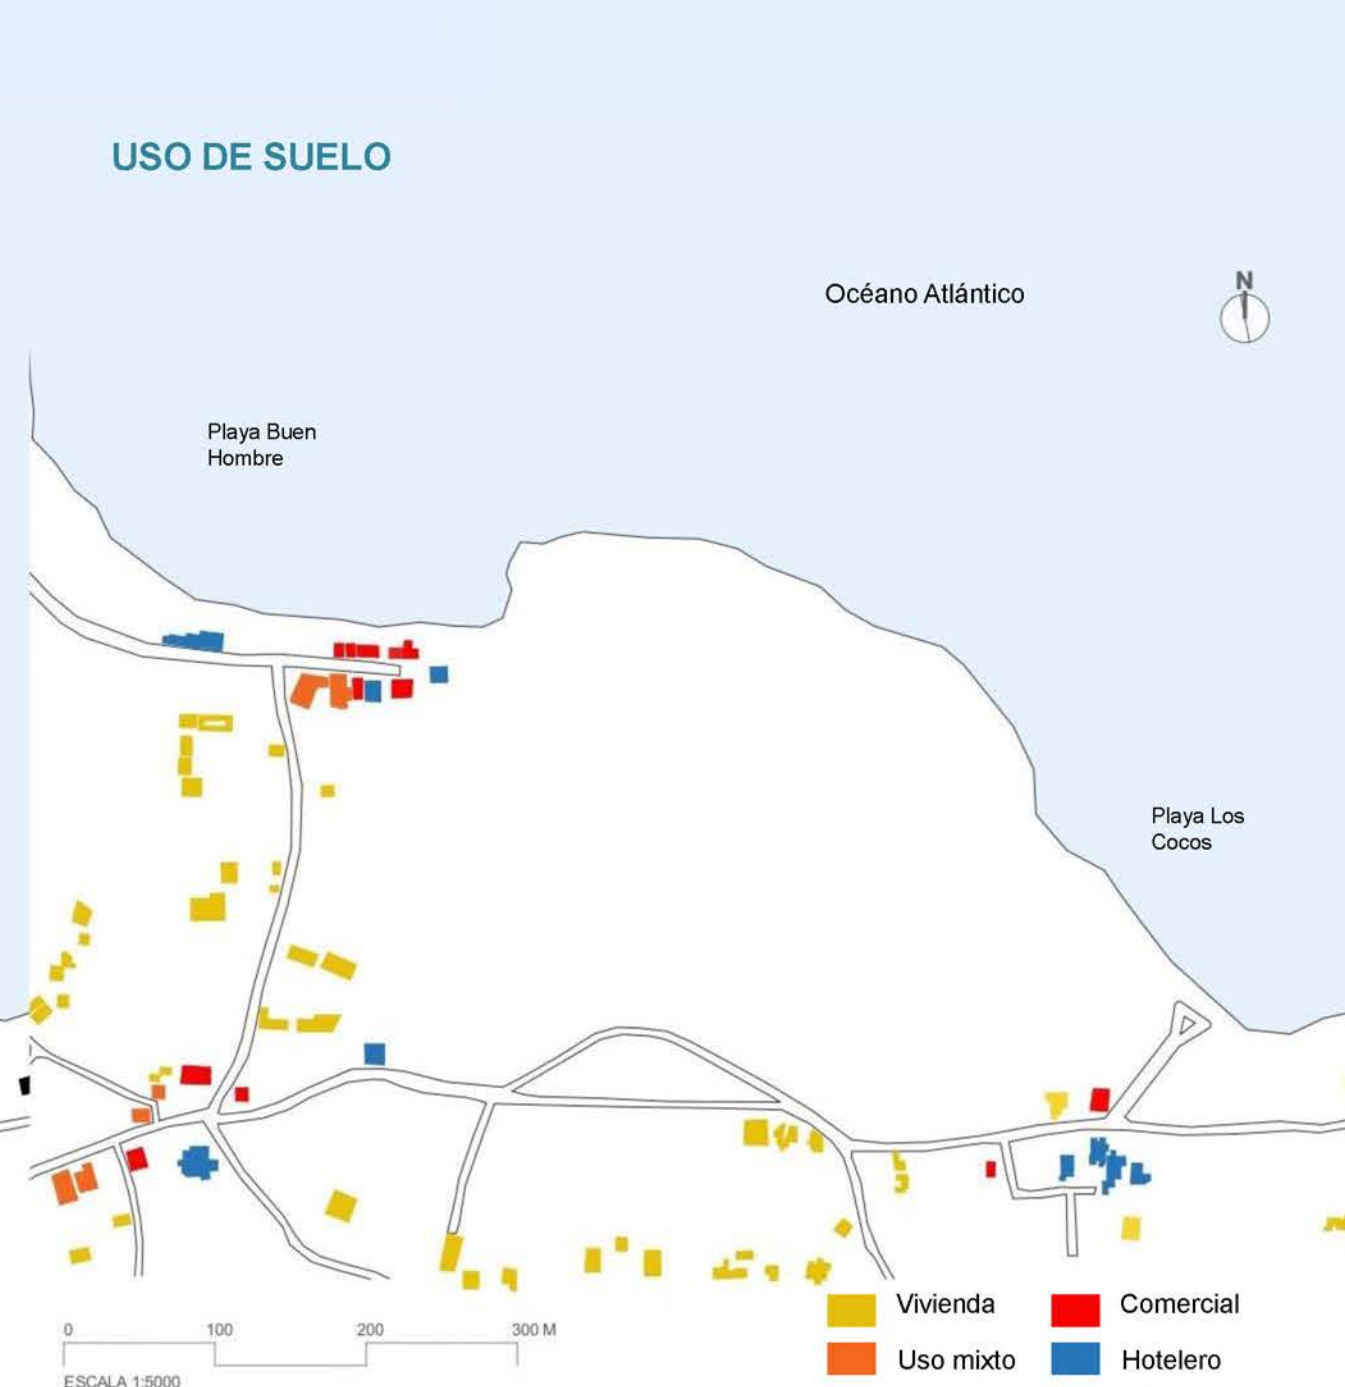 USO DE SUELO
N
Océano Atlántico
Playa Buen
Hombre
Playa Los
Cocos
Vivienda
Comercial
Uso mixto
Hotelero
0 100 200 300 M
ESCALA 1:5000